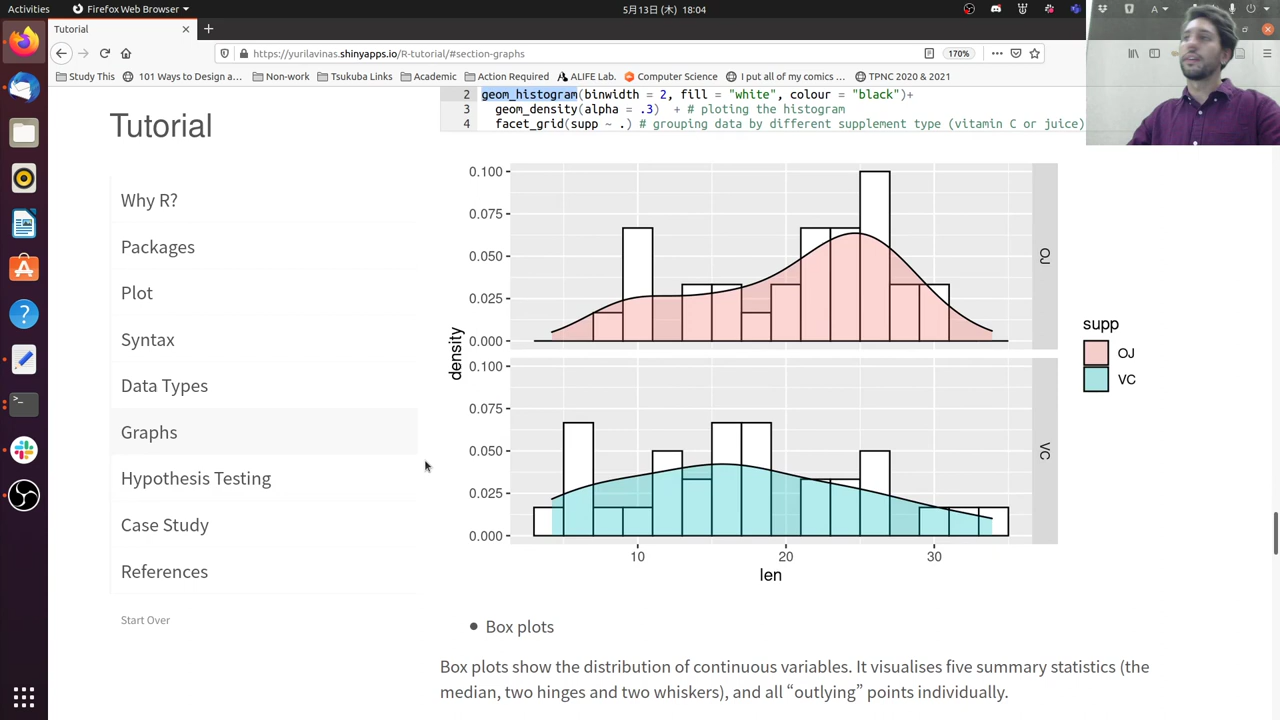 Activities
Firefox Web Browser
5月13日 (木) 18:04
Tutorial
https://yurilavinas.shinyapps.io/R-tutorial/#section-graphs
170%
Study This
101 Ways to Design a…
Non-work
Tsukuba Links
Academic
Action Required
ALIFE Lab.
Computer Science
I put all of my comics …
TPNC 2020 & 2021
2 geom_histogram(binwidth = 2, fill = "white", colour = "black")+
3 geom_density(alpha = .3) + # ploting the histogram
4 facet_grid(supp ~ .) # grouping data by different supplement type (vitamin C or juice)
Tutorial
Why R?
Packages
Plot
Syntax
Data Types
Graphs
Hypothesis Testing
Case Study
References
Start Over
0.100
0.075
0.050
0.025
0.000
OJ
0.100
0.075
0.050
0.025
0.000
VC
density
10 20 30
len
supp
OJ
VC
Box plots
Box plots show the distribution of continuous variables. It visualises five summary statistics (the
median, two hinges and two whiskers), and all “outlying” points individually.